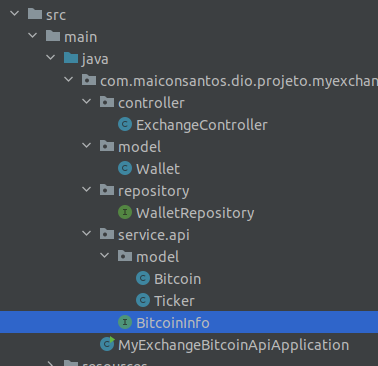 src
main
java
com.maiconsantos.dio.projeto.myexchan
controller
C ExchangeController
model
C Wallet
repository
I WalletRepository
service.api
model
C Bitcoin
C Ticker
I BitcoinInfo
C MyExchangeBitcoinApiApplication
resources